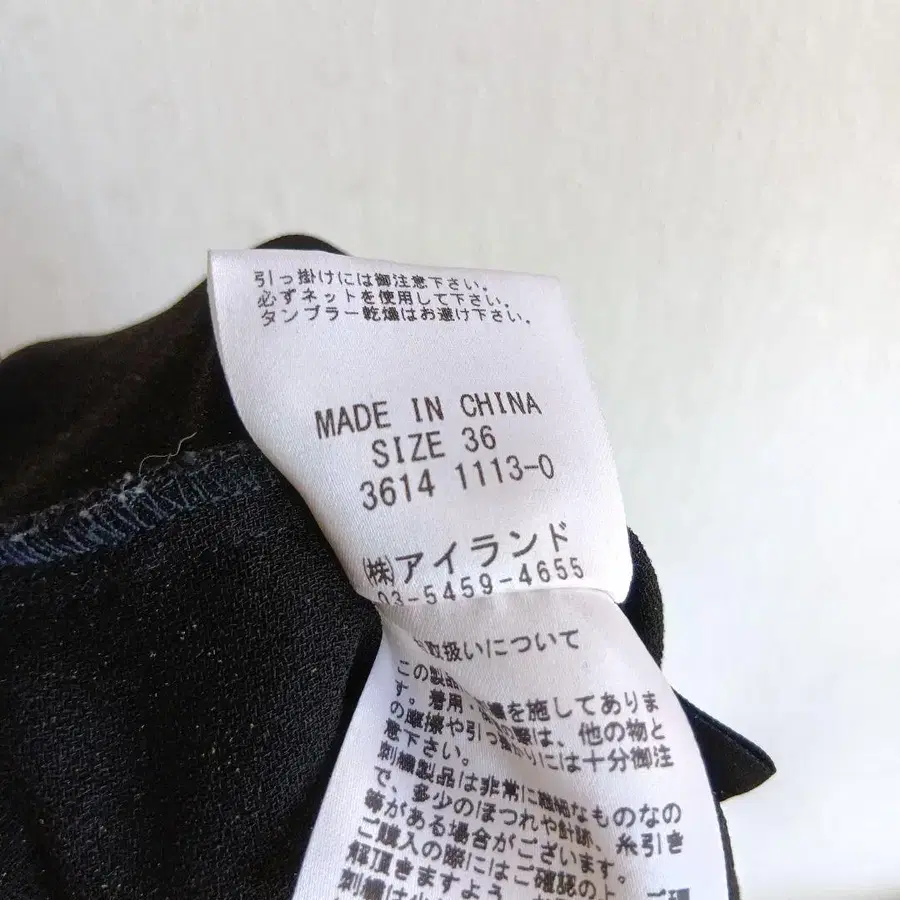 引っ掛けには御注意下さい。
必ずネットを使用して下さい。
タンブラー乾燥はお避け下さい。
MADE IN CHINA
SIZE 36
3614 1113-0
(株)アイランド
03-5459-4655
取扱いについて
この製品
す。着用、を施してありま
の摩擦や引っ掛かりの際は、他の物と
には十分御注
意下さい。
刺繍製品は非常に繊細なものなの
で、多少のほつれや針跡、糸引き
等がある場合がございます。
ご購入の際にはご確認の上、
解頂きますよう
刺繍は